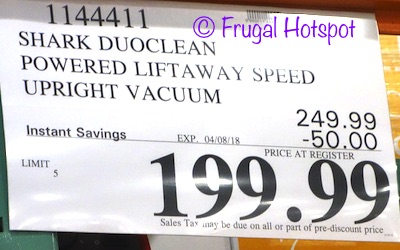 © Frugal Hotspot
1144411
SHARK DUOCLEAN
POWERED LIFTAWAY SPEED
UPRIGHT VACUUM
249.99
Instant Savings EXP. 04/08/18 -50.00
PRICE AT REGISTER
LIMIT
5
199.99
Sales Tax may be due on all or part of pre-discount price